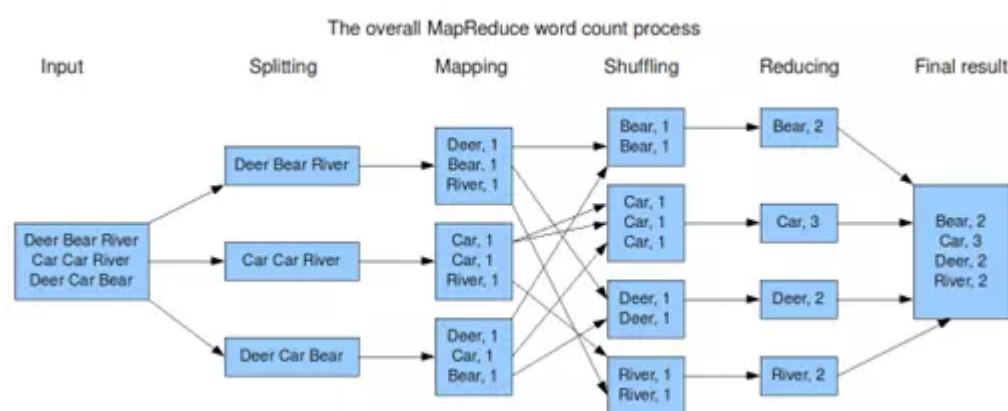 The overall MapReduce word count process
Input
Splitting
Mapping
Shuffling
Reducing
Final result
Deer Bear River
Car Car River
Deer Car Bear
Deer Bear River
Car Car River
Deer Car Bear
Deer, 1
Bear, 1
River, 1
Car, 1
Car, 1
River, 1
Deer, 1
Car, 1
Bear, 1
Bear, 1
Bear, 1
Car, 1
Car, 1
Car, 1
Deer, 1
Deer, 1
River, 1
River, 1
Bear, 2
Car, 3
Deer, 2
River, 2
Bear, 2
Car, 3
Deer, 2
River, 2